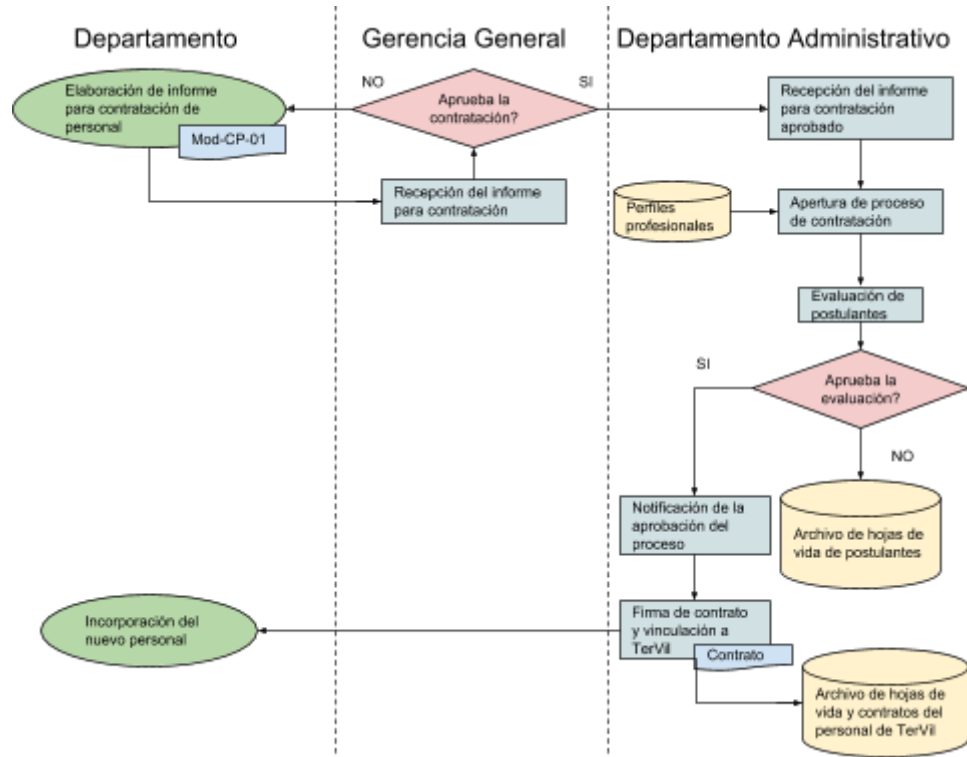 Departamento
Gerencia General
Departamento Administrativo
NO
SI
Elaboración de informe
para contratación de
personal
Mod-CP-01
Aprueba la
contratación?
Recepción del informe
para contratación
aprobado
Recepción del informe
para contratación
Perfiles
profesionales
Apertura de proceso
de contratación
Evaluación de
postulantes
SI
Aprueba la
evaluación?
NO
Notificación de la
aprobación del
proceso
Archivo de hojas de
vida de postulantes
Incorporación del
nuevo personal
Firma de contrato
y vinculación a
TerVil
Contrato
Archivo de hojas de
vida y contratos del
personal de TerVil